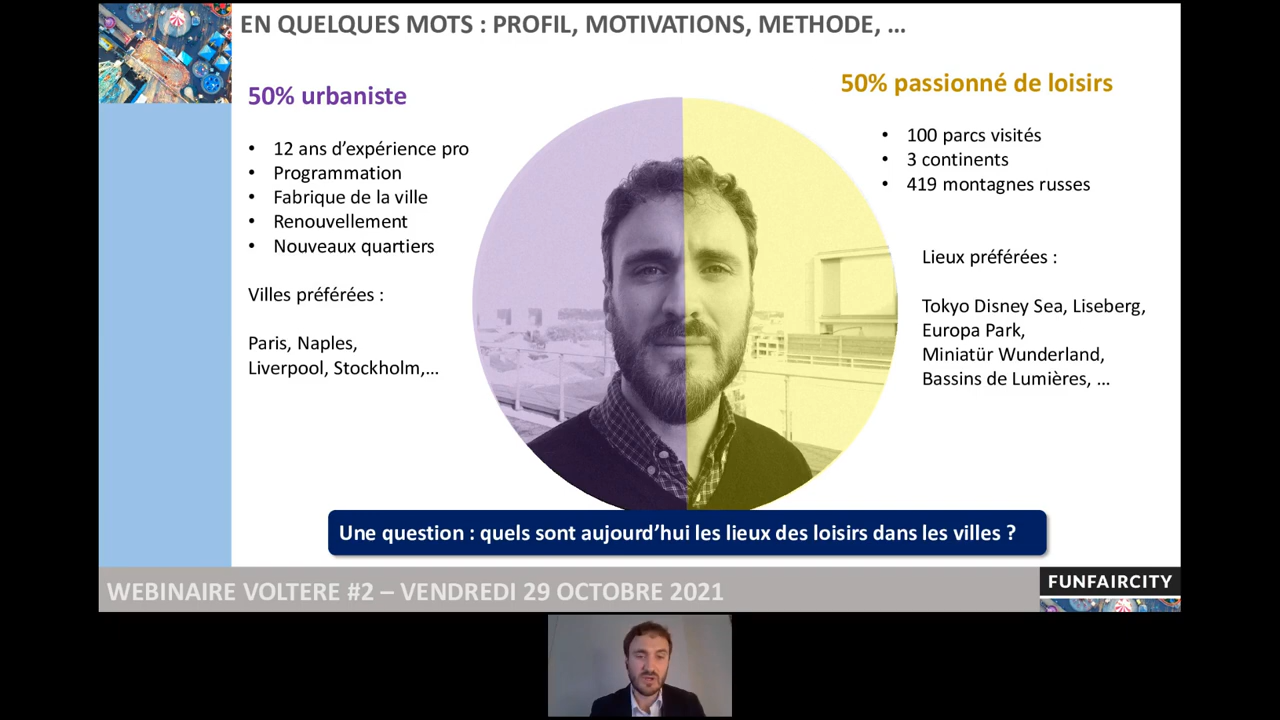 EN QUELQUES MOTS : PROFIL, MOTIVATIONS, METHODE, ...
50% urbaniste
• 12 ans d’expérience pro
• Programmation
• Fabrique de la ville
• Renouvellement
• Nouveaux quartiers
Villes préférées :
Paris, Naples,
Liverpool, Stockholm,...
50% passionné de loisirs
• 100 parcs visités
• 3 continents
• 419 montagnes russes
Lieux préférées :
Tokyo Disney Sea, Liseberg,
Europa Park,
Miniatür Wunderland,
Bassins de Lumières, ...
Une question : quels sont aujourd’hui les lieux des loisirs dans les villes ?
WEBINAIRE VOLTERE #2 – VENDREDI 29 OCTOBRE 2021
FUNFAIRCITY